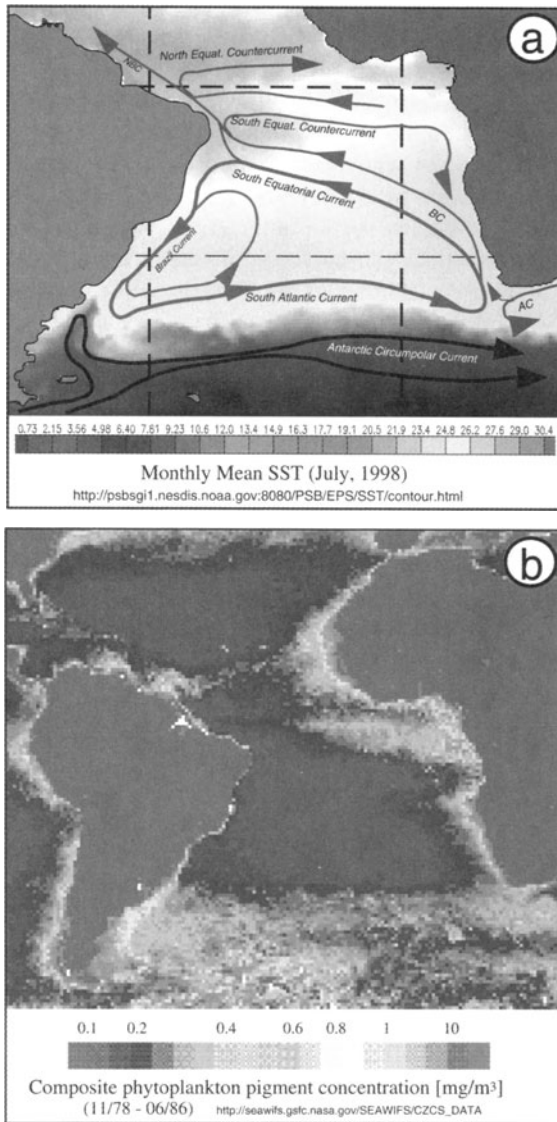 a
North Equat. Countercurrent
NBC
South Equat. Countercurrent
South Equatorial Current
BC
Brazil Current
South Atlantic Current
AC
Antarctic Circumpolar Current
0.73 2.15 3.56 4.98 6.40 7.81 9.23 10.6 12.0 13.4 14.9 16.3 17.7 19.1 20.5 21.9 23.4 24.8 26.2 27.6 29.0 30.4
Monthly Mean SST (July, 1998)
http://psbsgi1.nesdis.noaa.gov:8080/PSB/EPS/SST/contour.html
b
0.1 0.2 0.4 0.6 0.8 1 10
Composite phytoplankton pigment concentration [mg/m³]
(11/78 - 06/86) http://seawifs.gsfc.nasa.gov/SEAWIFS/CZCS_DATA